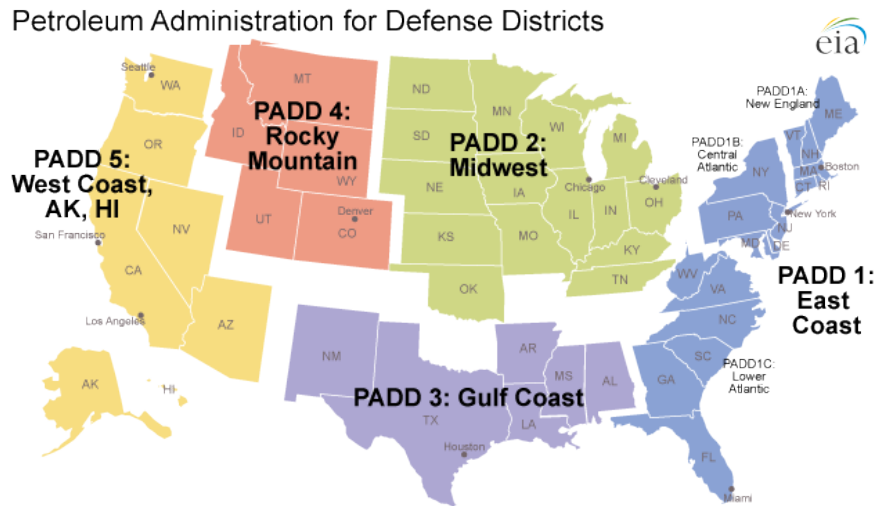 Petroleum Administration for Defense Districts
eia
PADD 5:
West Coast,
AK, HI
PADD 4:
Rocky
Mountain
PADD 2:
Midwest
PADD 3: Gulf Coast
PADD 1:
East
Coast
PADD1A:
New England
PADD1B:
Central
Atlantic
PADD1C:
Lower
Atlantic
Seattle
WA
OR
San Francisco
NV
CA
Los Angeles
AZ
AK
HI
MT
ID
WY
UT
Denver
CO
ND
MN
SD
WI
MI
NE
IA
Chicago
Cleveland
IL
IN
OH
KS
MO
KY
TN
OK
NM
AR
TX
MS
AL
LA
Houston
ME
VT
NH
NY
MA
Boston
CT
RI
PA
New York
NJ
MD
DE
WV
VA
NC
SC
GA
FL
Miami